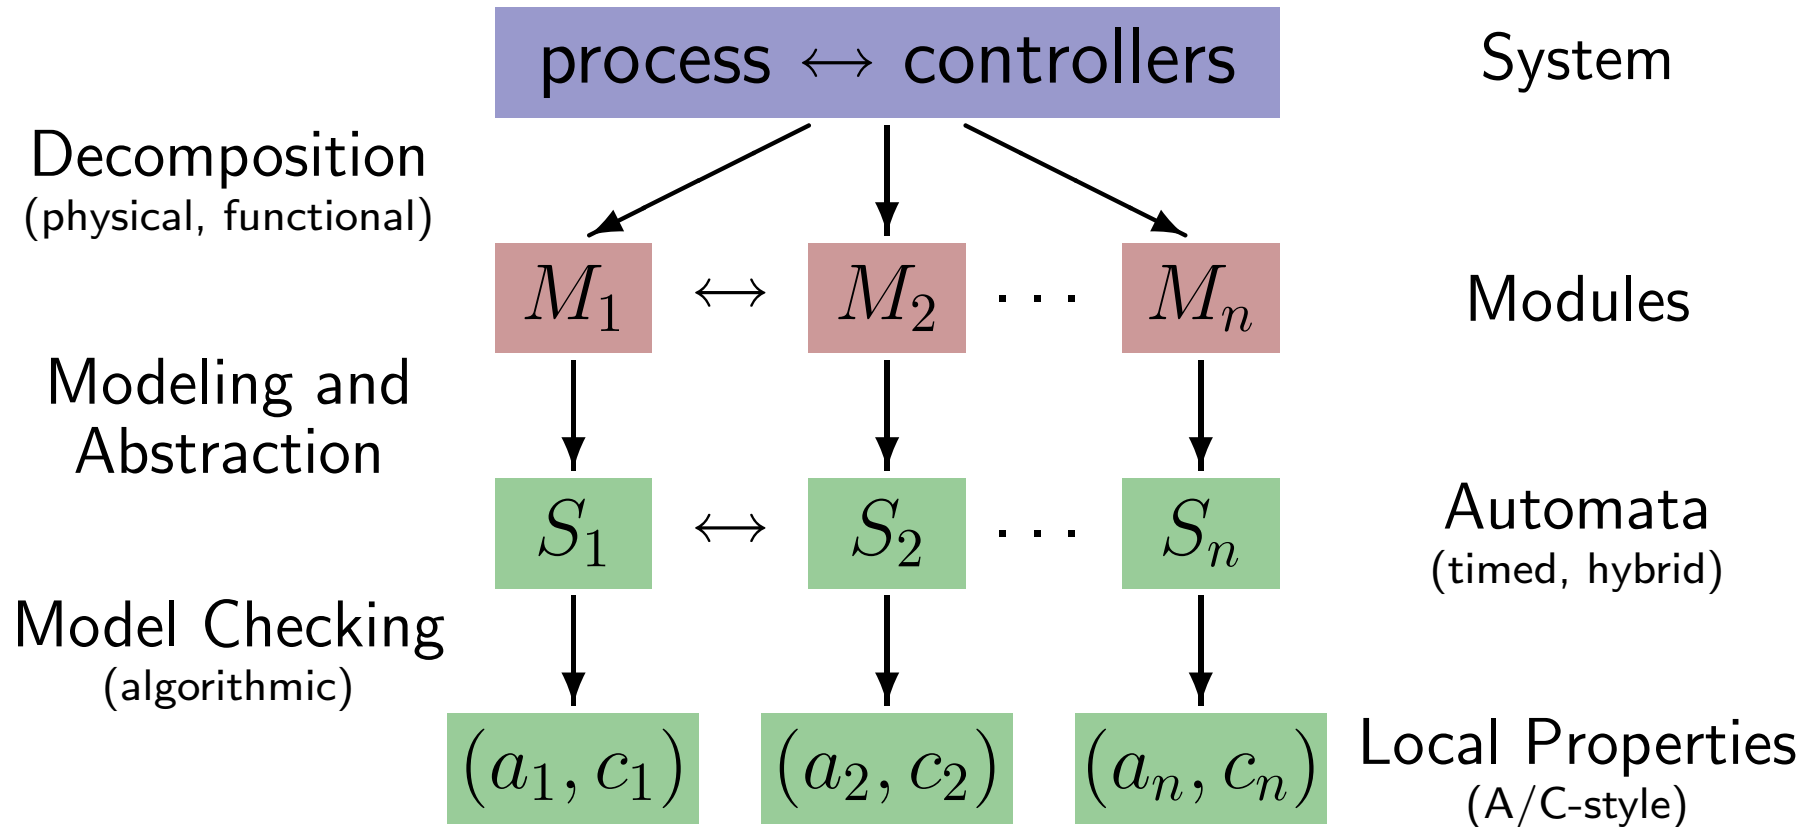 process ↔ controllers
System
Decomposition
(physical, functional)
M₁ ↔ M₂ · · · Mₙ
Modules
Modeling and
Abstraction
S₁ ↔ S₂ · · · Sₙ
Automata
(timed, hybrid)
Model Checking
(algorithmic)
(a₁, c₁) (a₂, c₂) (aₙ, cₙ)
Local Properties
(A/C-style)